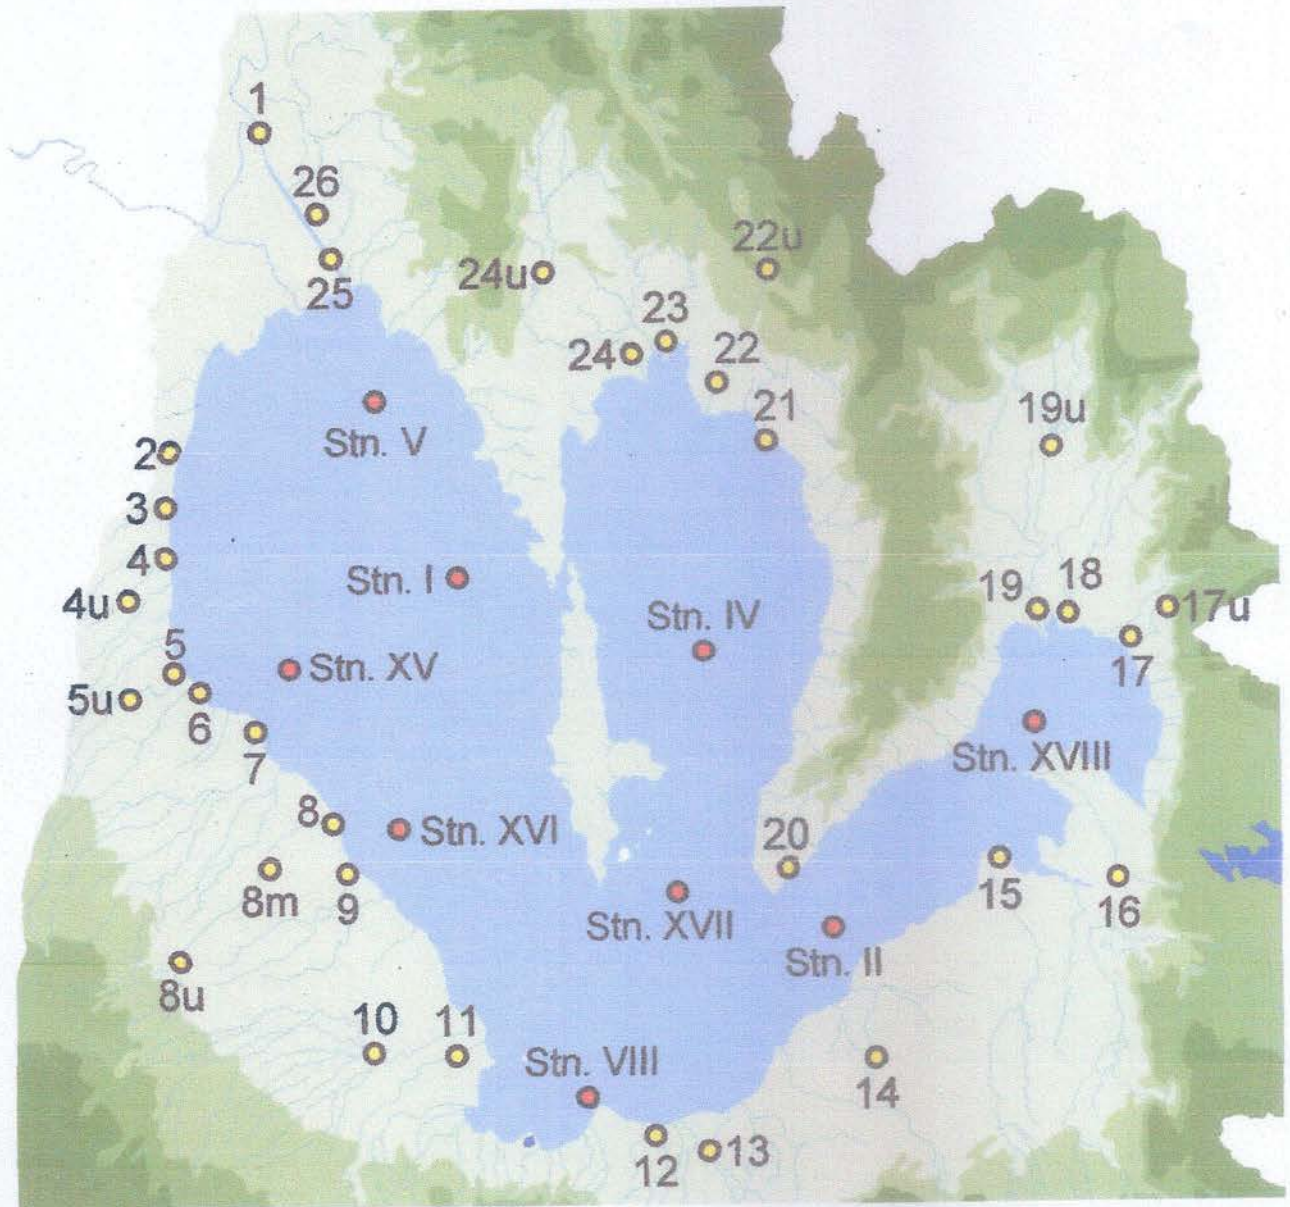 1
26
25
24u
22u
23
24
22
21
19u
Stn. V
2
3
4
4u
Stn. I
19
18
17u
17
Stn. IV
5
5u
6
Stn. XV
7
Stn. XVIII
8
Stn. XVI
20
15
16
8m
9
Stn. XVII
Stn. II
8u
10
11
Stn. VIII
14
12
13